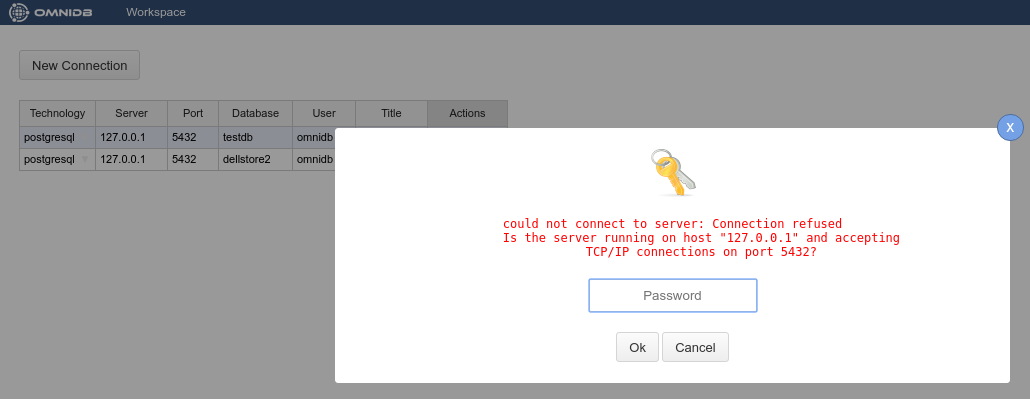 OMNIDB Workspace
New Connection
Technology Server Port Database User Title Actions
postgresql 127.0.0.1 5432 testdb omnidb
postgresql 127.0.0.1 5432 dellstore2 omnidb
X
could not connect to server: Connection refused
Is the server running on host "127.0.0.1" and accepting
TCP/IP connections on port 5432?
Password
Ok Cancel